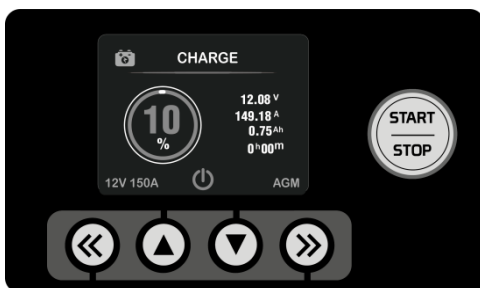 CHARGE
10
%
12.08 V
149.18 A
0.75Ah
0h00m
12V 150A
AGM
START
STOP